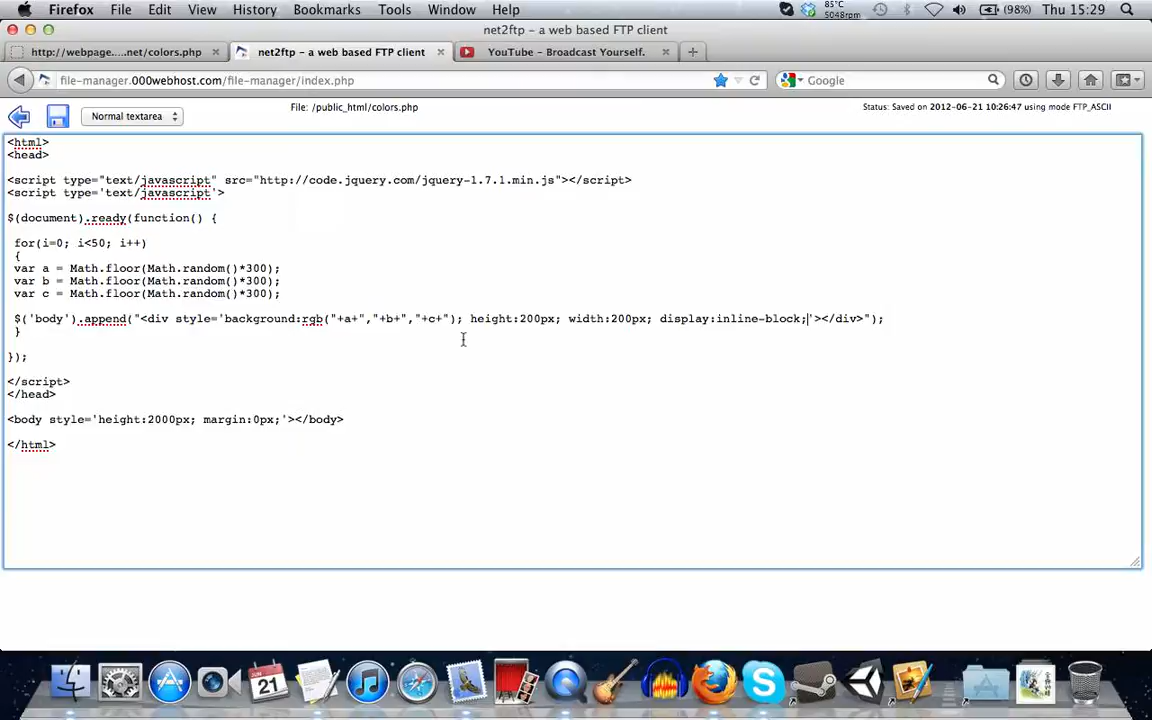 Firefox File Edit View History Bookmarks Tools Window Help 85°C 5048rpm (98%) Thu 15:29
net2ftp - a web based FTP client
http://webpage....net/colors.php net2ftp - a web based FTP client YouTube - Broadcast Yourself.
file-manager.000webhost.com/file-manager/index.php Google
Normal textarea File: /public_html/colors.php Status: Saved on 2012-06-21 10:26:47 using mode FTP_ASCII
<html>
<head>
<script type="text/javascript" src="http://code.jquery.com/jquery-1.7.1.min.js"></script>
<script type='text/javascript'>
$(document).ready(function() {
for(i=0; i<50; i++)
{
var a = Math.floor(Math.random()*300);
var b = Math.floor(Math.random()*300);
var c = Math.floor(Math.random()*300);
$('body').append("<div style='background:rgb("+a+","+b+","+c+"); height:200px; width:200px; display:inline-block;'></div>");
}
});
</script>
</head>
<body style='height:2000px; margin:0px;'></body>
</html>
21